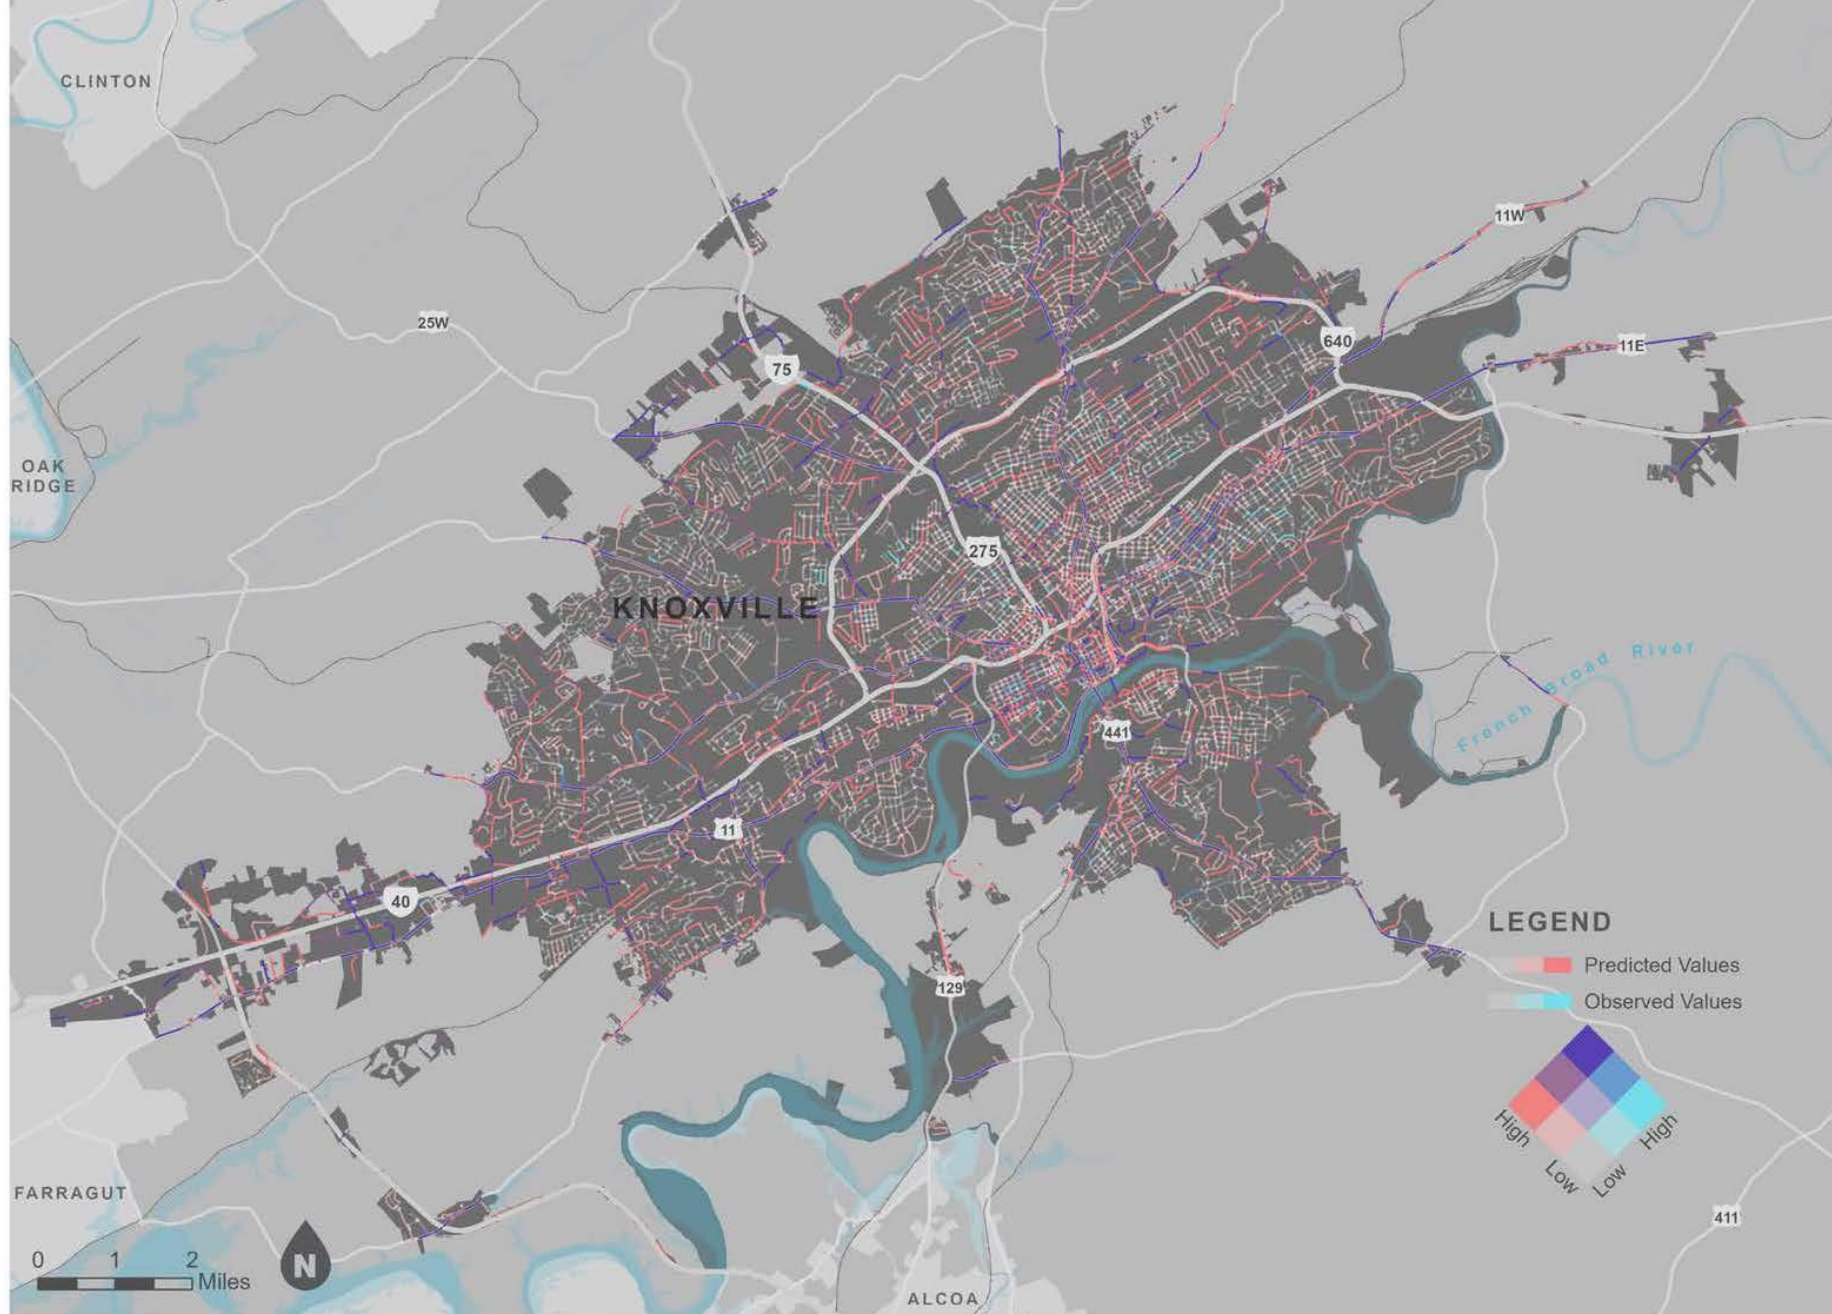 CLINTON
11W
25W
640
11E
75
OAK
RIDGE
275
KNOXVILLE
French Broad River
441
11
40
LEGEND
Predicted Values
129
Observed Values
High
High
Low
Low
FARRAGUT
411
0 1 2
Miles
N
ALCOA